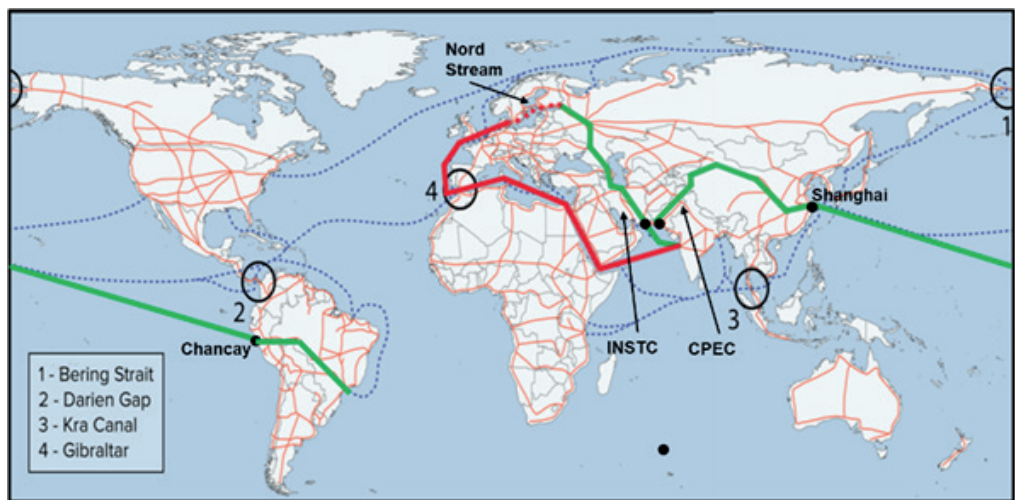 Nord
Stream
1
4
Shanghai
2
3
Chancay
INSTC
CPEC
1 - Bering Strait
2 - Darien Gap
3 - Kra Canal
4 - Gibraltar